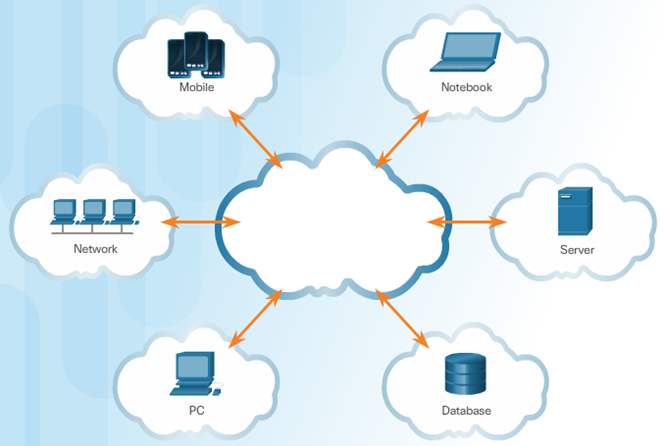 Mobile
Notebook
Network
Server
PC
Database